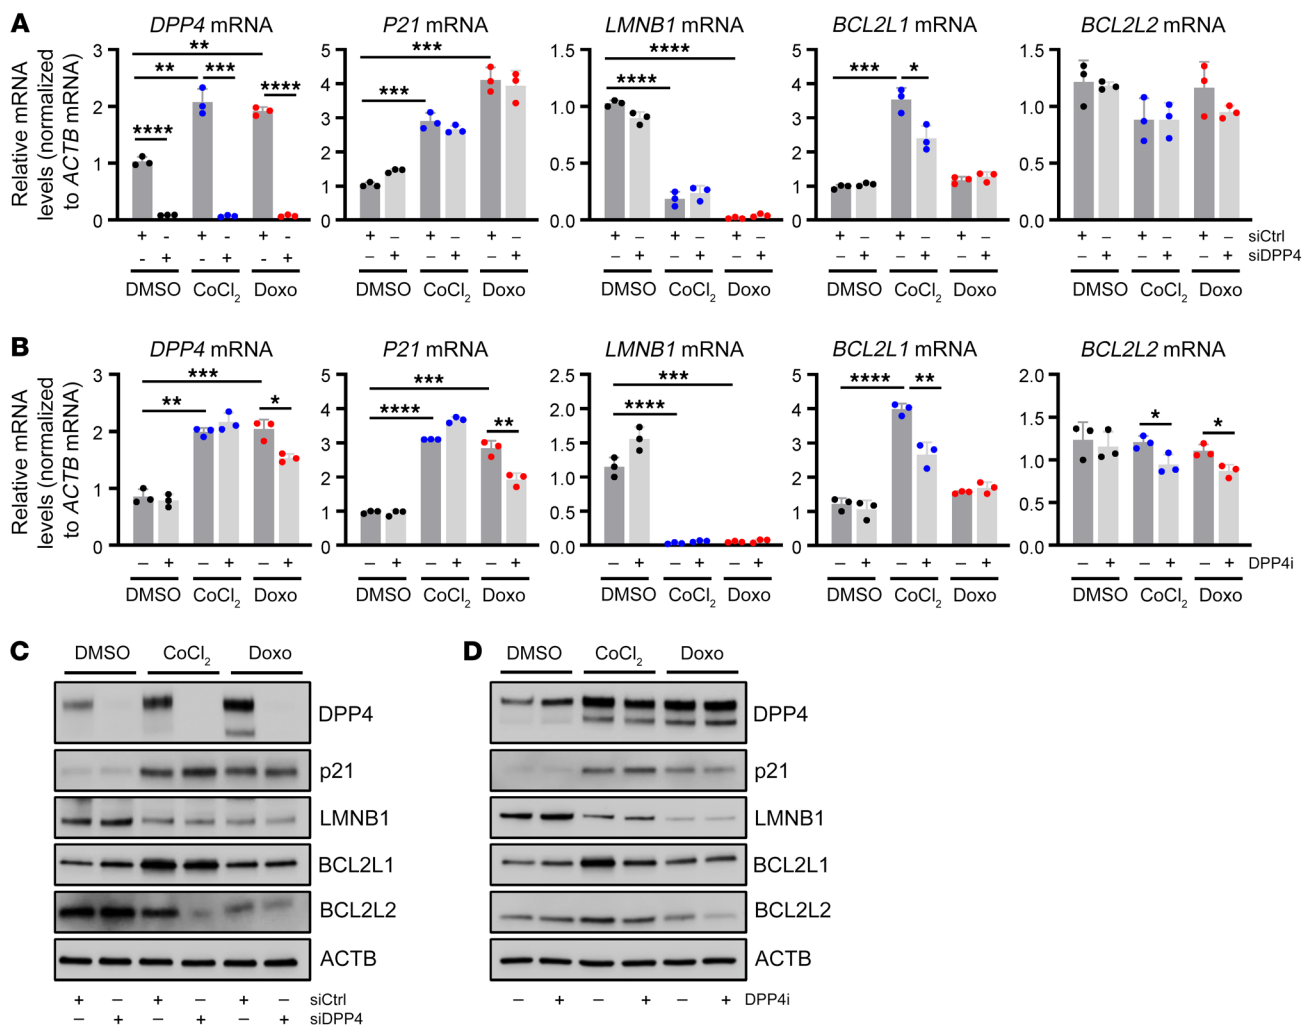 A
DPP4 mRNA
P21 mRNA
LMNB1 mRNA
BCL2L1 mRNA
BCL2L2 mRNA
Relative mRNA
levels (normalized
to ACTB mRNA)
3
2
1
0
** ** *** **** ****
5
4
3
2
1
0
*** ***
1.5
1.0
0.5
0.0
**** ****
5
4
3
2
1
0
*** *
1.5
1.0
0.5
0.0
+ - + - + - + – + – + – + – + – + – + – + – + – + – + – + – siCtrl
- + - + - + – + – + – + – + – + – + – + – + – + – + – + – + siDPP4
DMSO CoCl2 Doxo DMSO CoCl2 Doxo DMSO CoCl2 Doxo DMSO CoCl2 Doxo DMSO CoCl2 Doxo
B
DPP4 mRNA
P21 mRNA
LMNB1 mRNA
BCL2L1 mRNA
BCL2L2 mRNA
Relative mRNA
levels (normalized
to ACTB mRNA)
3
2
1
0
*** ** *
5
4
3
2
1
0
*** **** **
2.5
2.0
1.5
1.0
0.5
0.0
*** ****
5
4
3
2
1
0
**** **
2.0
1.5
1.0
0.5
0.0
* *
– + – + – + – + – + – + – + – + – + – + – + – + – + – + – + DPP4i
DMSO CoCl2 Doxo DMSO CoCl2 Doxo DMSO CoCl2 Doxo DMSO CoCl2 Doxo DMSO CoCl2 Doxo
C
DMSO CoCl2 Doxo
DPP4
p21
LMNB1
BCL2L1
BCL2L2
ACTB
+ – + – + – siCtrl
– + – + – + siDPP4
D
DMSO CoCl2 Doxo
DPP4
p21
LMNB1
BCL2L1
BCL2L2
ACTB
– + – + – + DPP4i